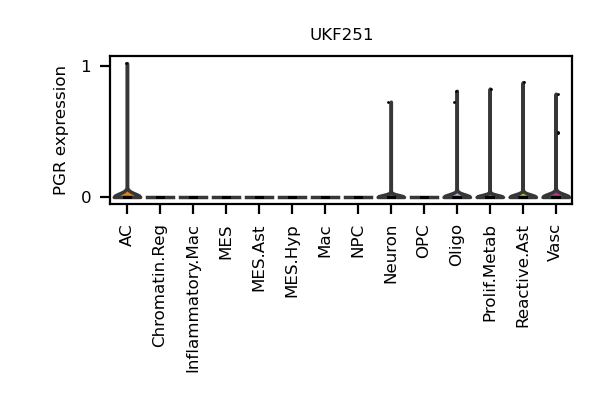 UKF251
PGR expression
1
0
AC
Chromatin.Reg
Inflammatory.Mac
MES
MES.Ast
MES.Hyp
Mac
NPC
Neuron
OPC
Oligo
Prolif.Metab
Reactive.Ast
Vasc